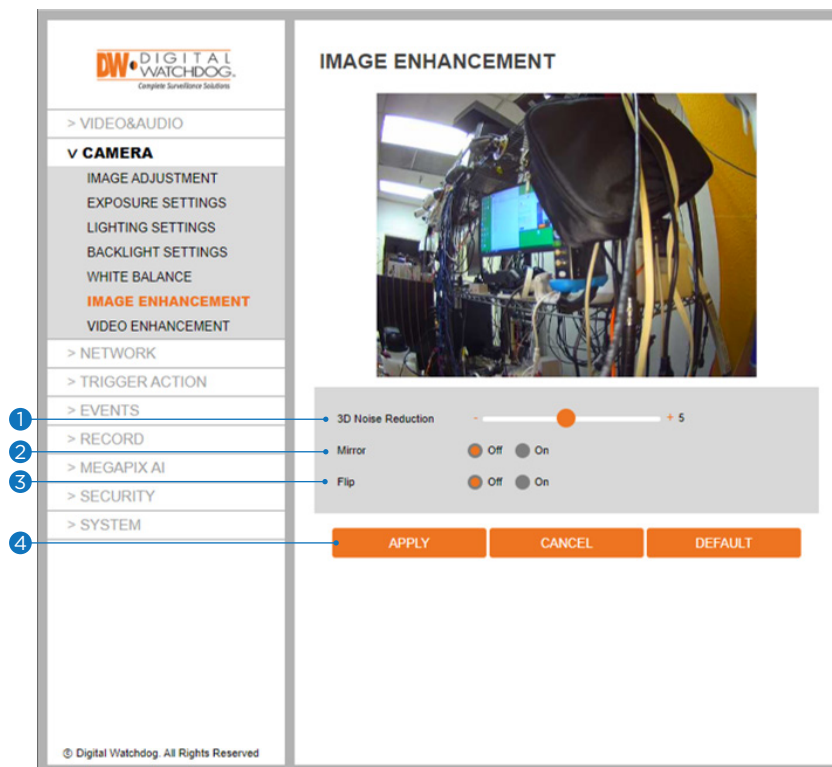 DW DIGITAL
WATCHDOG.
Complete Surveillance Solutions
> VIDEO&AUDIO
v CAMERA
IMAGE ADJUSTMENT
EXPOSURE SETTINGS
LIGHTING SETTINGS
BACKLIGHT SETTINGS
WHITE BALANCE
IMAGE ENHANCEMENT
VIDEO ENHANCEMENT
> NETWORK
> TRIGGER ACTION
> EVENTS
> RECORD
> MEGAPIX AI
> SECURITY
> SYSTEM
© Digital Watchdog. All Rights Reserved
IMAGE ENHANCEMENT
1 3D Noise Reduction - + 5
2 Mirror Off On
3 Flip Off On
4 APPLY CANCEL DEFAULT